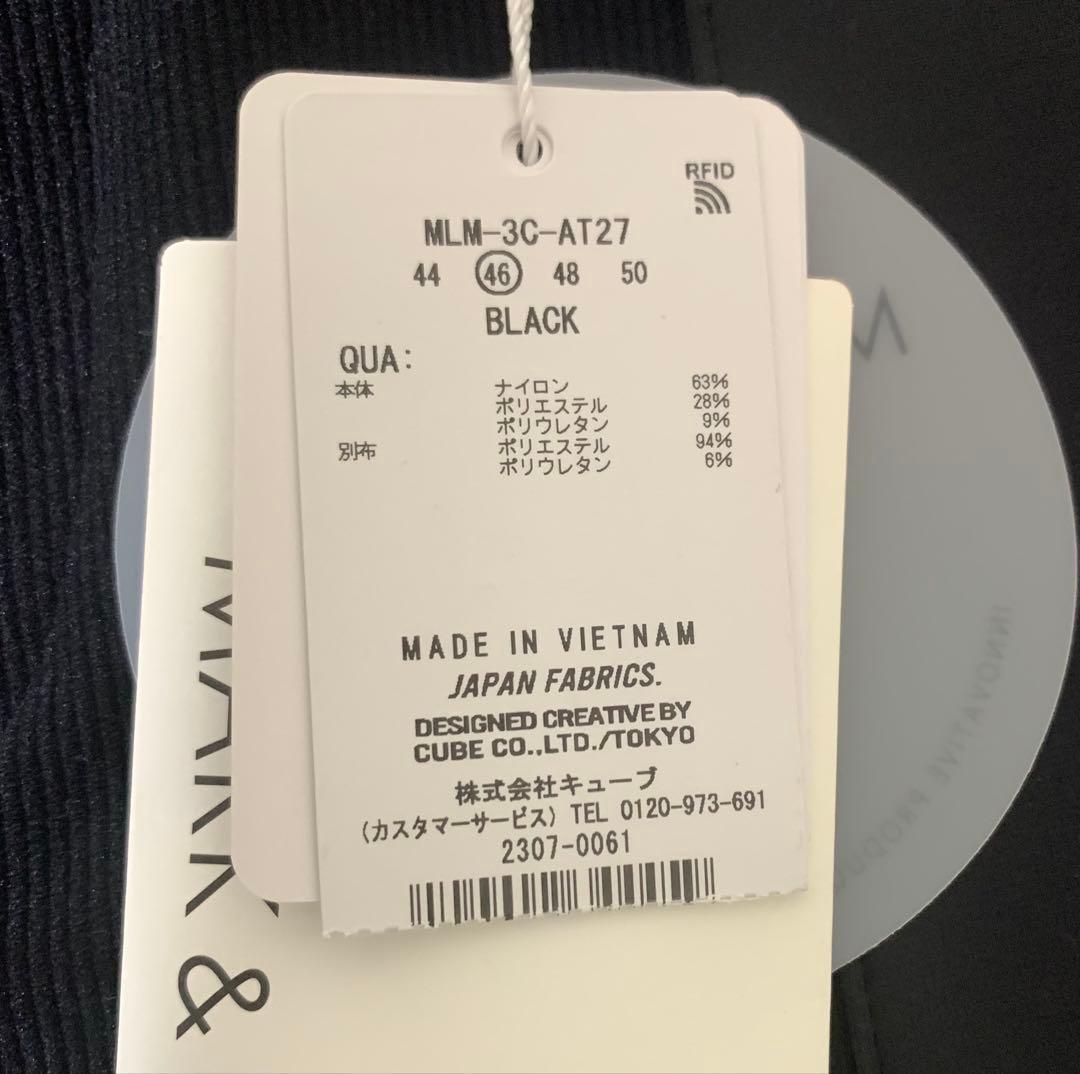 RFID
MLM-3C-AT27
44 46 48 50
BLACK
QUA:
本体 ナイロン 63%
ポリエステル 28%
ポリウレタン 9%
別布 ポリエステル 94%
ポリウレタン 6%
MADE IN VIETNAM
JAPAN FABRICS.
DESIGNED CREATIVE BY
CUBE CO.,LTD./TOKYO
株式会社キューブ
(カスタマーサービス) TEL 0120-973-691
2307-0061
MARK &
INNOVATIVE